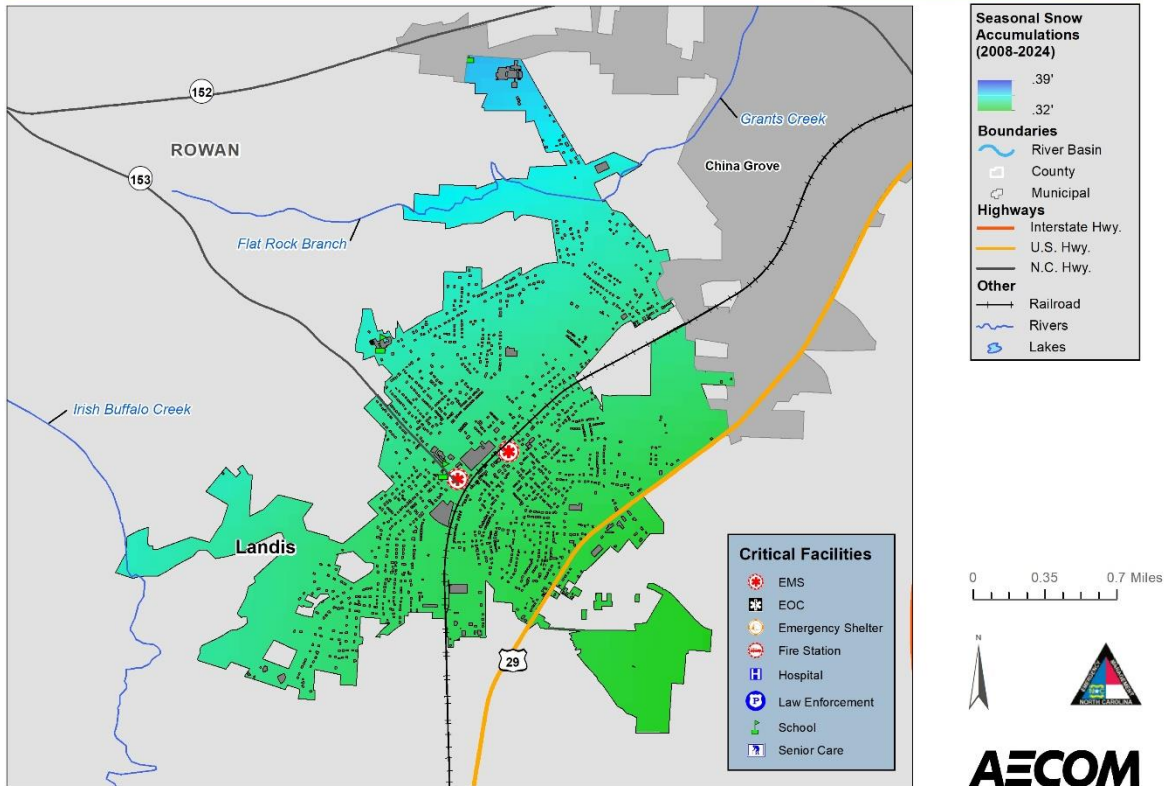 152
ROWAN
153
Grants Creek
China Grove
Flat Rock Branch
Irish Buffalo Creek
Landis
29
Critical Facilities
EMS
EOC
Emergency Shelter
Fire Station
H Hospital
P Law Enforcement
School
Senior Care
Seasonal Snow
Accumulations
(2008-2024)
.39'
.32'
Boundaries
River Basin
County
Municipal
Highways
Interstate Hwy.
U.S. Hwy.
N.C. Hwy.
Other
Railroad
Rivers
Lakes
0 0.35 0.7 Miles
N
NORTH CAROLINA
AECOM